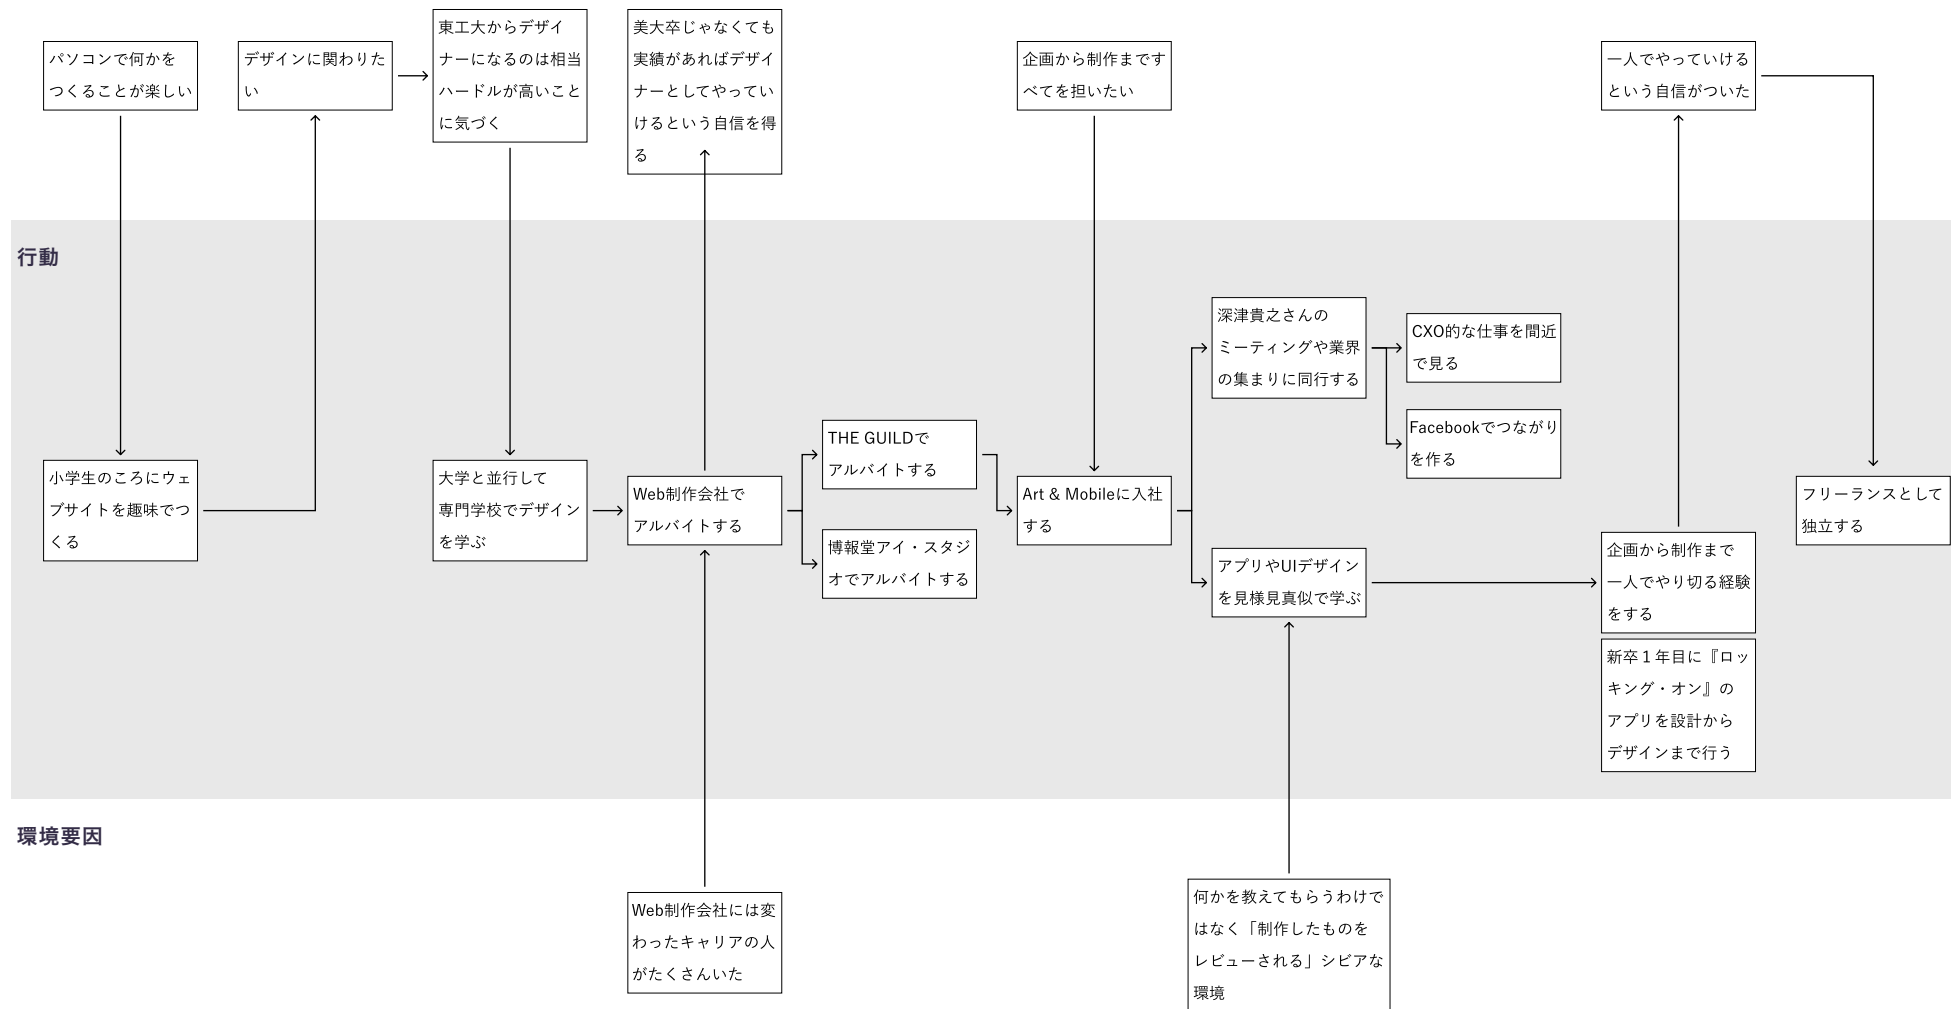 パソコンで何かを
つくることが楽しい
デザインに関わりた
い
東工大からデザイ
ナーになるのは相当
ハードルが高いこと
に気づく
美大卒じゃなくても
実績があればデザイ
ナーとしてやってい
けるという自信を得
る
企画から制作まです
べてを担いたい
一人でやっていける
という自信がついた
行動
小学生のころにウェ
ブサイトを趣味でつ
くる
大学と並行して
専門学校でデザイン
を学ぶ
Web制作会社で
アルバイトする
THE GUILDで
アルバイトする
博報堂アイ・スタジ
オでアルバイトする
Art & Mobileに入社
する
深津貴之さんの
ミーティングや業界
の集まりに同行する
CXO的な仕事を間近
で見る
Facebookでつながり
を作る
アプリやUIデザイン
を見様見真似で学ぶ
企画から制作まで
一人でやり切る経験
をする
新卒１年目に『ロッ
キング・オン』の
アプリを設計から
デザインまで行う
フリーランスとして
独立する
環境要因
Web制作会社には変
わったキャリアの人
がたくさんいた
何かを教えてもらうわけで
はなく「制作したものを
レビューされる」シビアな
環境